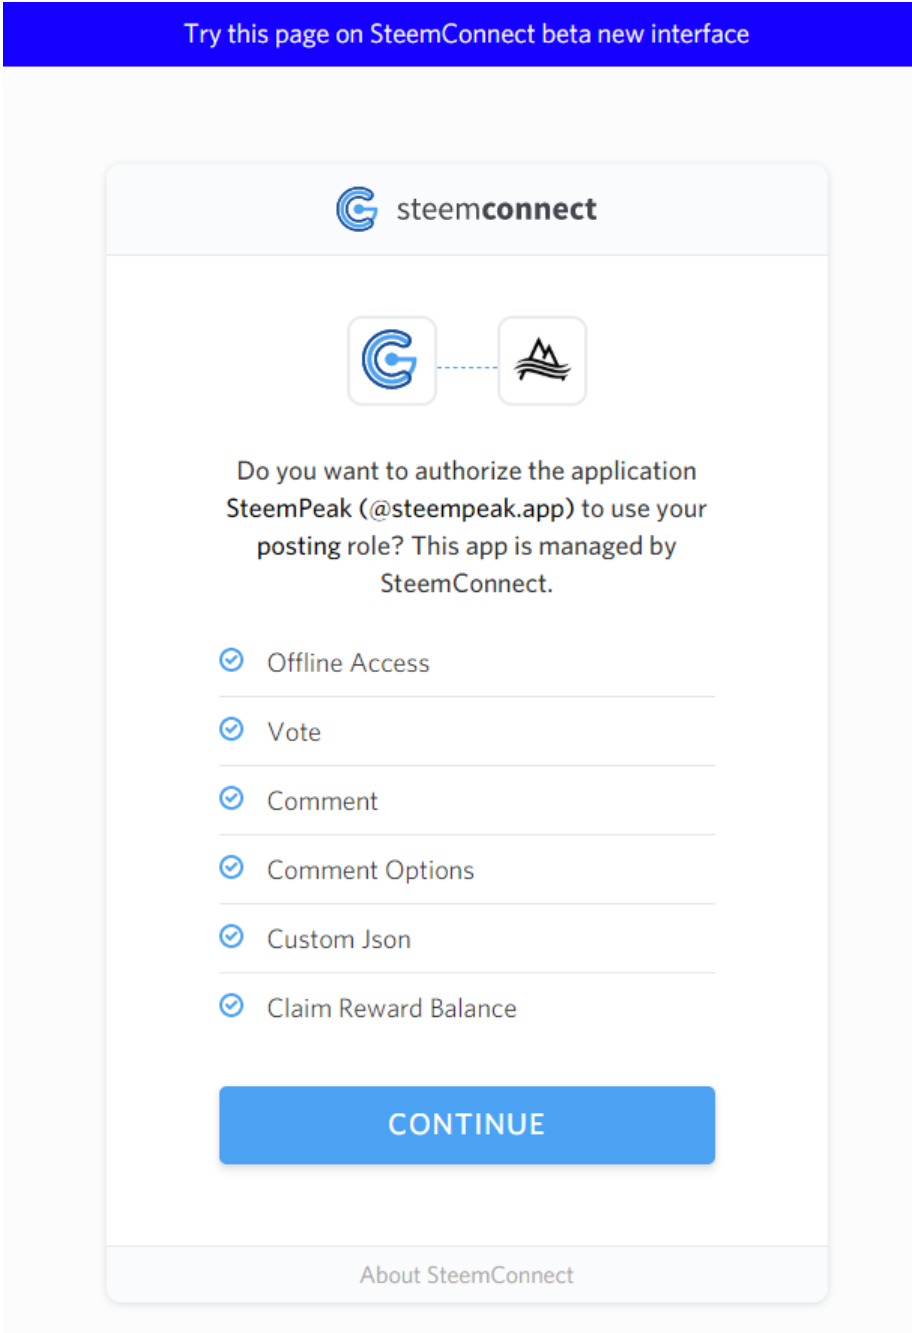 Try this page on SteemConnect beta new interface
steemconnect
Do you want to authorize the application
SteemPeak (@steempeak.app) to use your
posting role? This app is managed by
SteemConnect.
Offline Access
Vote
Comment
Comment Options
Custom Json
Claim Reward Balance
CONTINUE
About SteemConnect